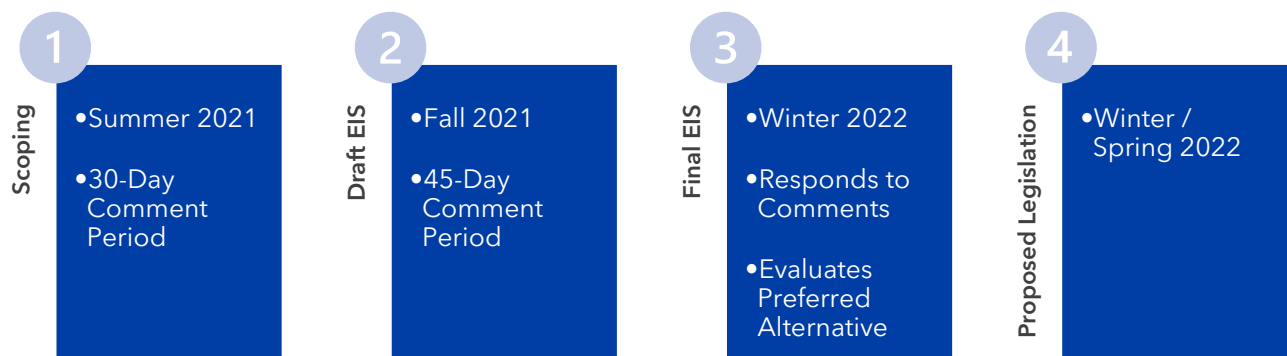 1
Scoping
•Summer 2021
•30-Day
Comment
Period
2
Draft EIS
•Fall 2021
•45-Day
Comment
Period
3
Final EIS
•Winter 2022
•Responds to
Comments
•Evaluates
Preferred
Alternative
4
Proposed Legislation
•Winter /
Spring 2022